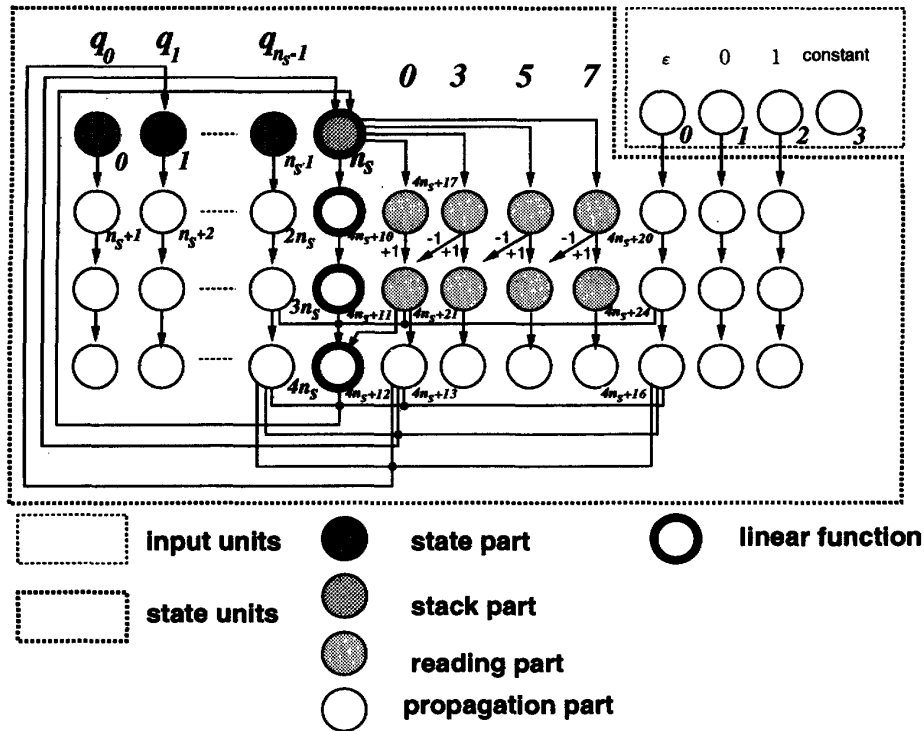 q0 q1 qns-1 0 3 5 7
ε 0 1 constant
0 1 2 3
0 1 ns-1 ns
4ns+17
ns+1 ns+2 2ns 4ns+10 4ns+20
-1 -1 -1
+1 +1 +1 +1
3ns 4ns+11 4ns+21 4ns+24
4ns 4ns+12 4ns+13 4ns+16
input units
state units
state part
stack part
reading part
propagation part
linear function